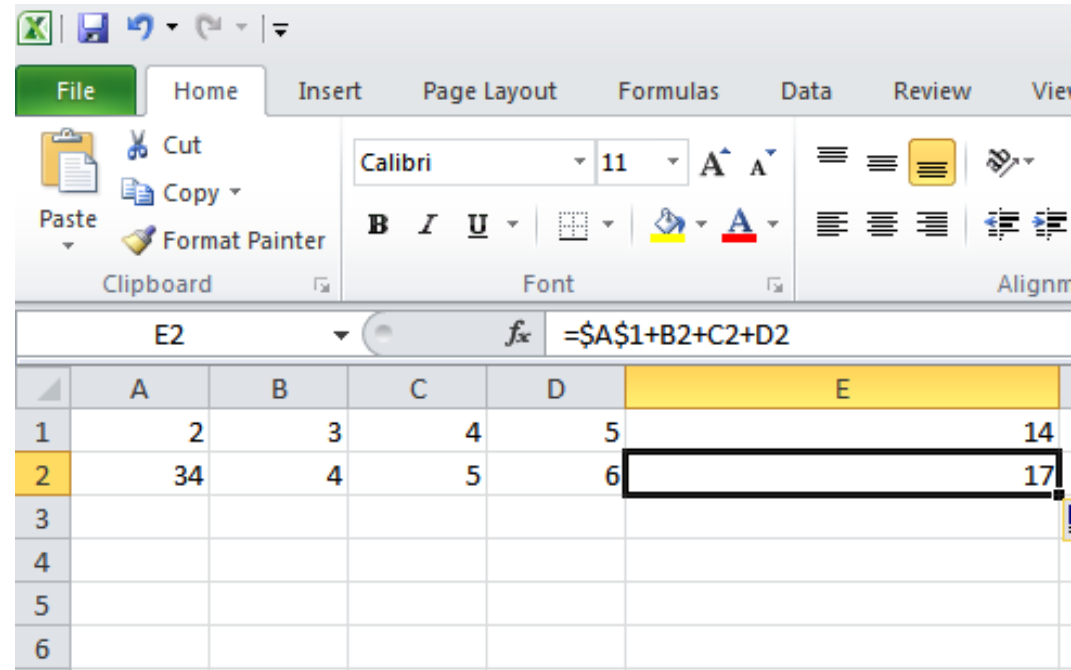 File Home Insert Page Layout Formulas Data Review
Cut
Calibri 11 A A
Copy
Paste
B I U A
Format Painter
Clipboard Font
E2 fx =$A$1+B2+C2+D2
A B C D E
1 2 3 4 5 14
2 34 4 5 6 17
3
4
5
6